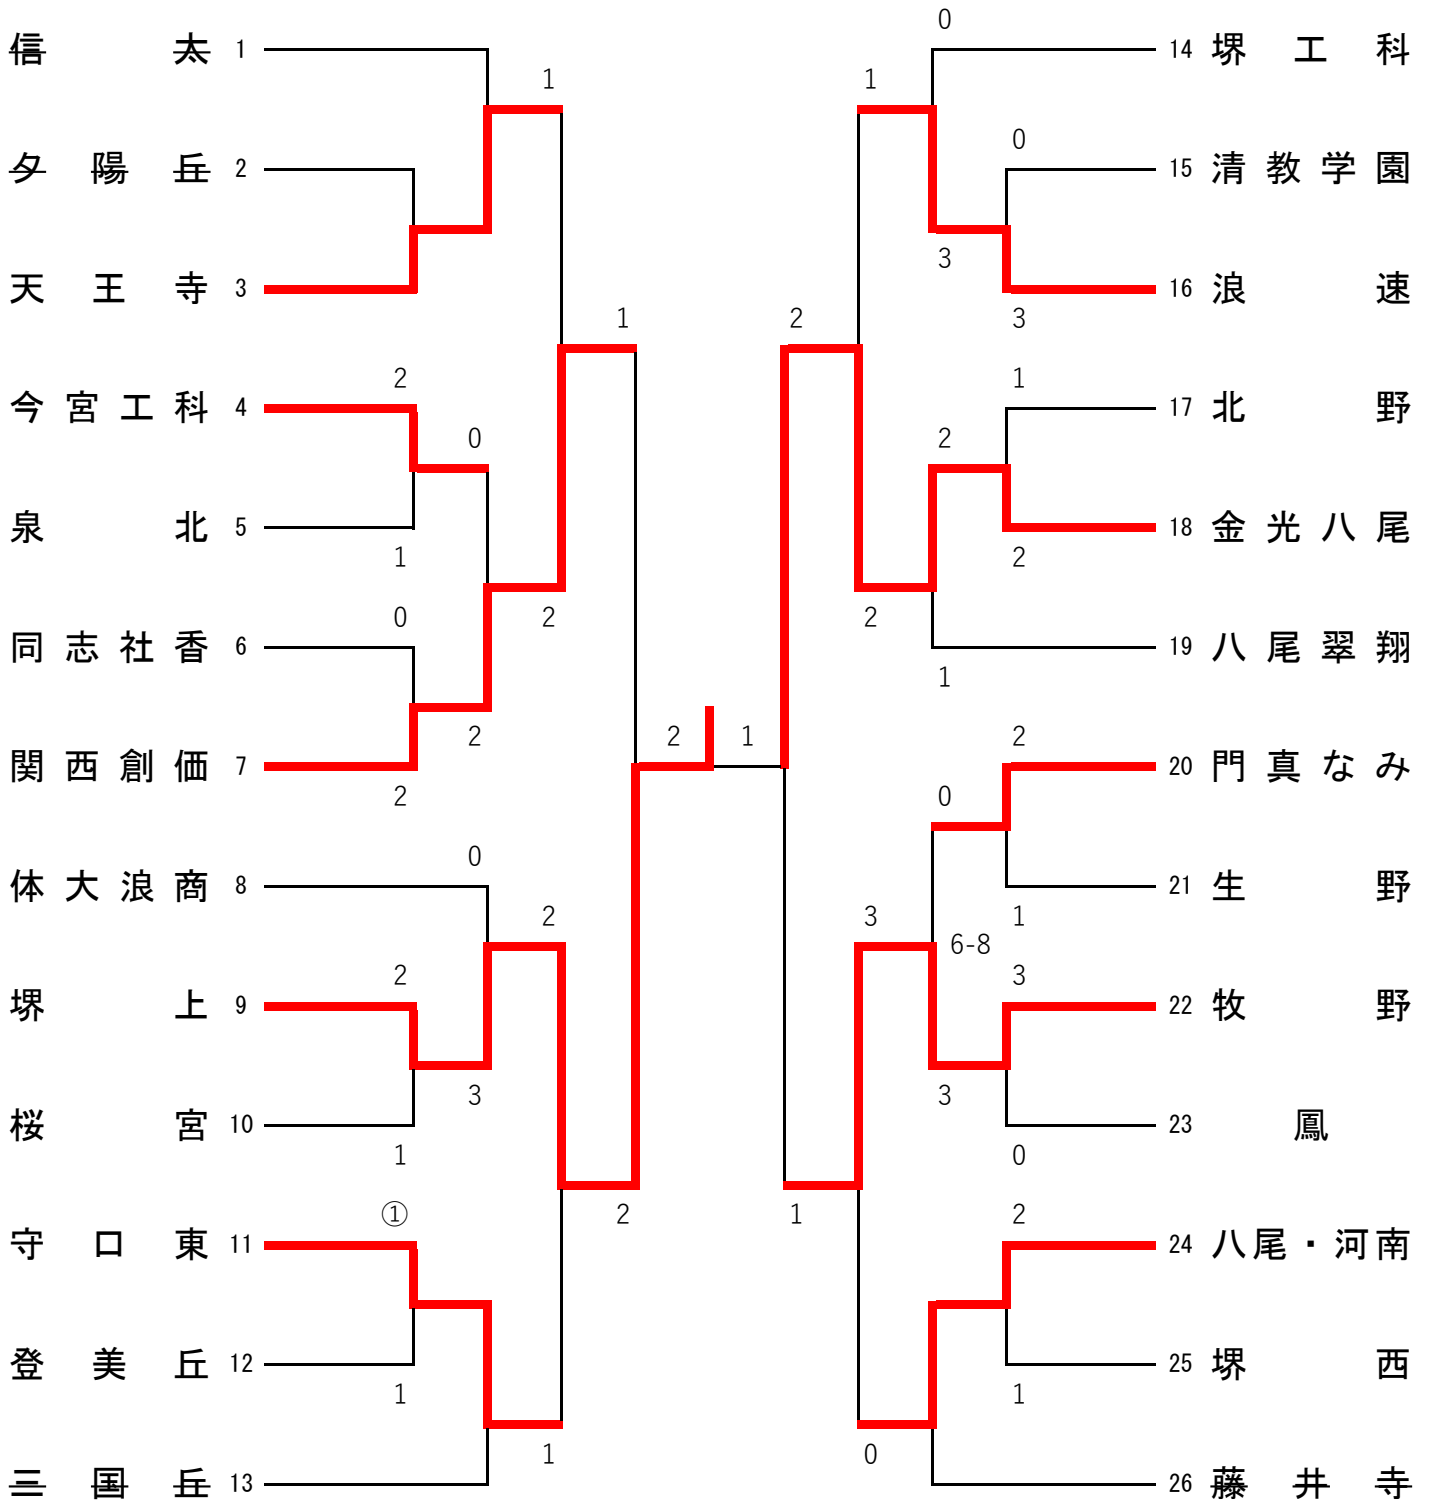 0
信太 1
14 堺工科
1
1
0
夕陽丘 2
15 清教学園
3
天王寺 3
16 浪速
1
2
3
2
1
今宮工科 4
17 北野
0
2
泉北 5
18 金光八尾
1
2
0
2
2
同志社香 6
19 八尾翠翔
1
2
2
1
2
関西創価 7
20 門真なみ
2
0
0
体大浪商 8
21 生野
2
3
1
6-8
2
3
堺上 9
22 牧野
3
3
桜宮 10
23 鳳
1
0
①
2
1
2
守口東 11
24 八尾・河南
登美丘 12
25 堺西
1
1
1
0
三国丘 13
26 藤井寺